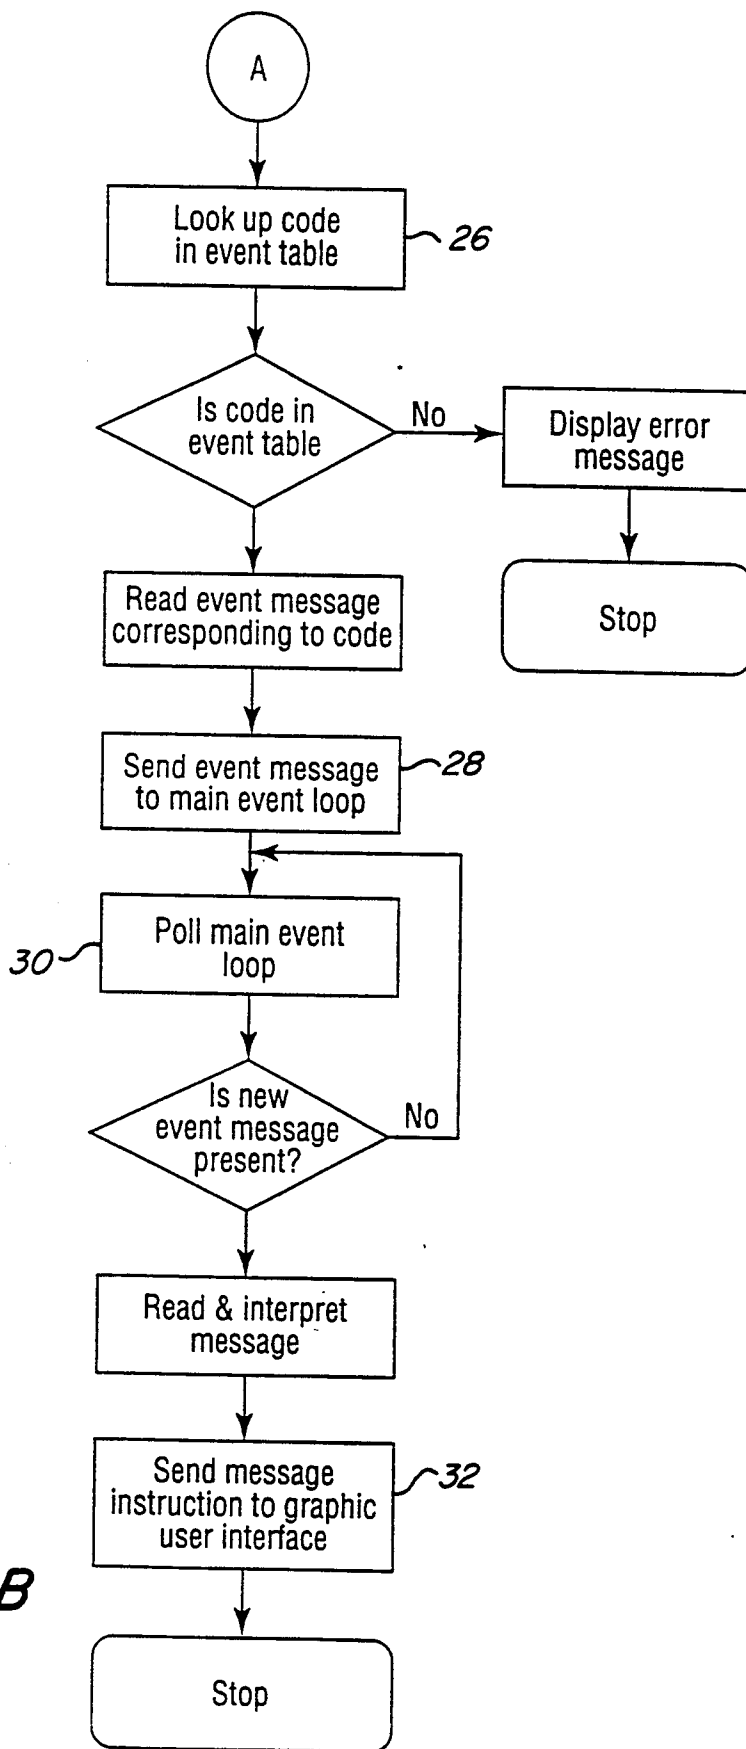 A
Look up code
in event table
26
Is code in
event table
No
Display error
message
Stop
Read event message
corresponding to code
Send event message
to main event loop
28
Poll main event
loop
30
Is new
event message
present?
No
Read & interpret
message
Send message
instruction to graphic
user interface
32
B
Stop